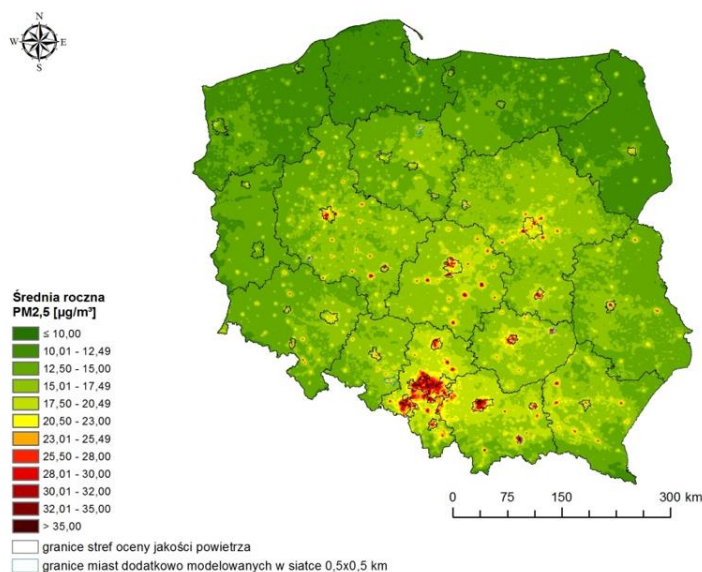 N
W E
S
Średnia roczna
PM2,5 [µg/m³]
≤ 10,00
10,01 - 12,49
12,50 - 15,00
15,01 - 17,49
17,50 - 20,49
20,50 - 23,00
23,01 - 25,49
25,50 - 28,00
28,01 - 30,00
30,01 - 32,00
32,01 - 35,00
> 35,00
granice stref oceny jakości powietrza
granice miast dodatkowo modelowanych w siatce 0,5x0,5 km
0 75 150 300 km